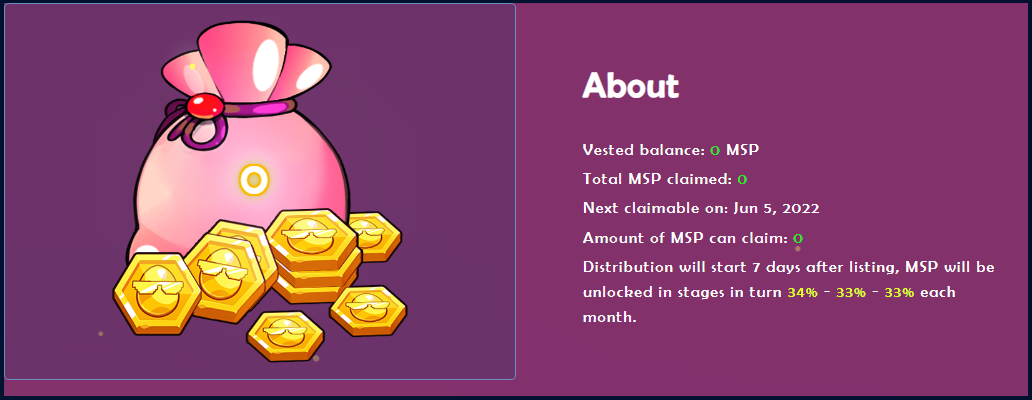 About
Vested balance: 0 MSP
Total MSP claimed: 0
Next claimable on: Jun 5, 2022
Amount of MSP can claim: 0
Distribution will start 7 days after listing, MSP will be
unlocked in stages in turn 34% - 33% - 33% each
month.